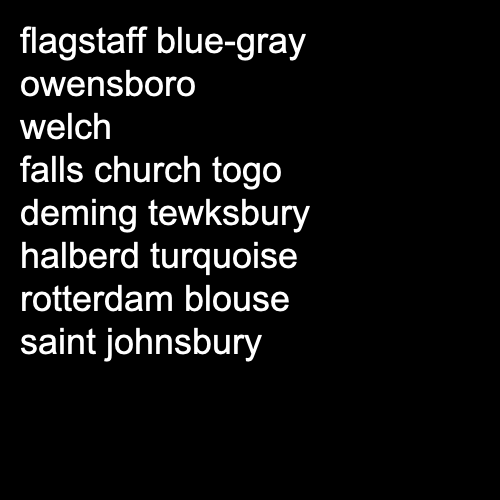 flagstaff blue-gray
owensboro
welch
falls church togo
deming tewksbury
halberd turquoise
rotterdam blouse
saint johnsbury